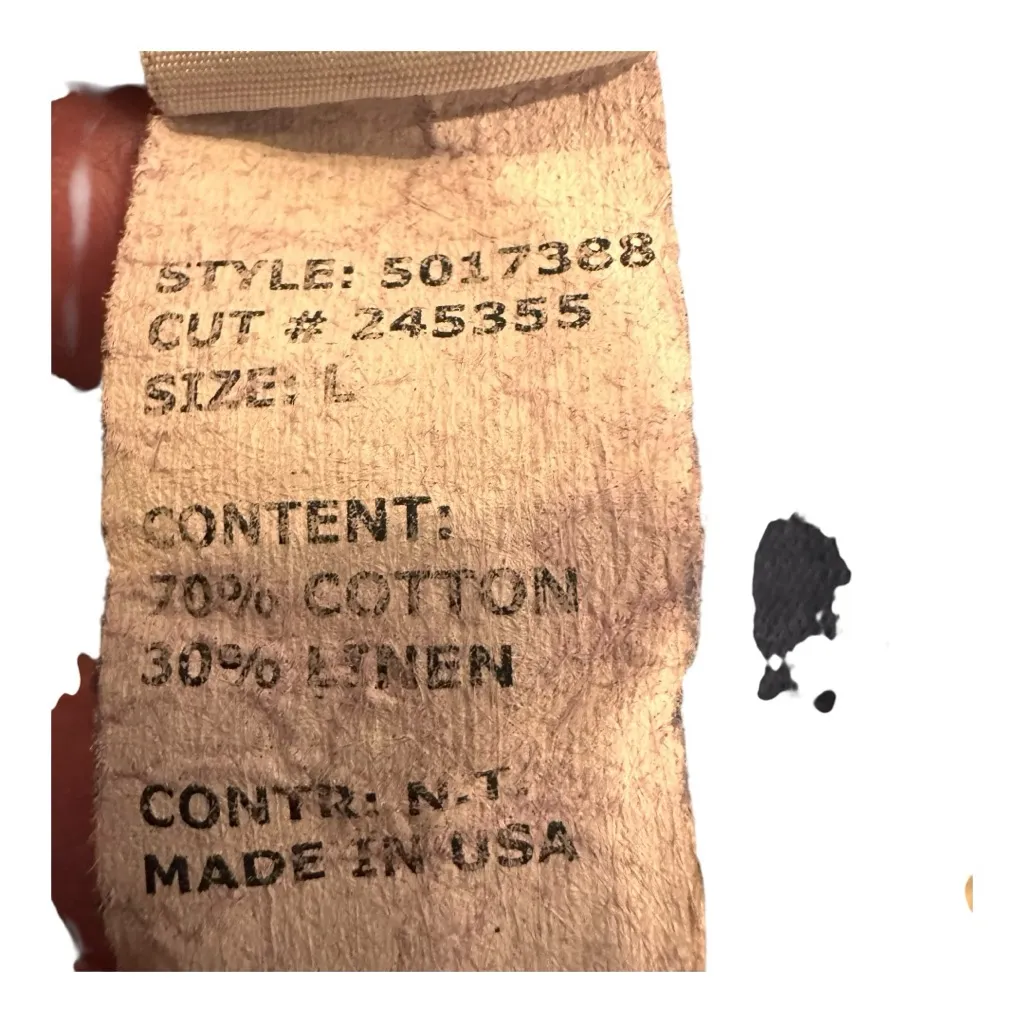 STYLE: 5017388
CUT # 245355
SIZE: L
CONTENT:
70% COTTON
30% LINEN
CONTR: N.T.
MADE IN USA